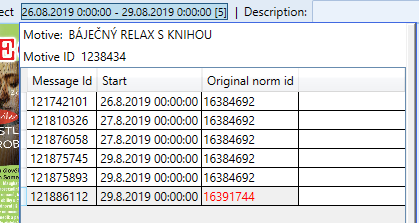 ect 26.08.2019 0:00:00 - 29.08.2019 0:00:00 [5] | Description:
Motive: BÁJEČNÝ RELAX S KNIHOU
Motive ID 1238434
Message Id Start Original norm id
121742101 26.8.2019 00:00:00 16384692
121810326 27.8.2019 00:00:00 16384692
121876058 27.8.2019 00:00:00 16384692
121875745 29.8.2019 00:00:00 16384692
121875893 29.8.2019 00:00:00 16384692
121886112 29.8.2019 00:00:00 16391744
STL
ROB